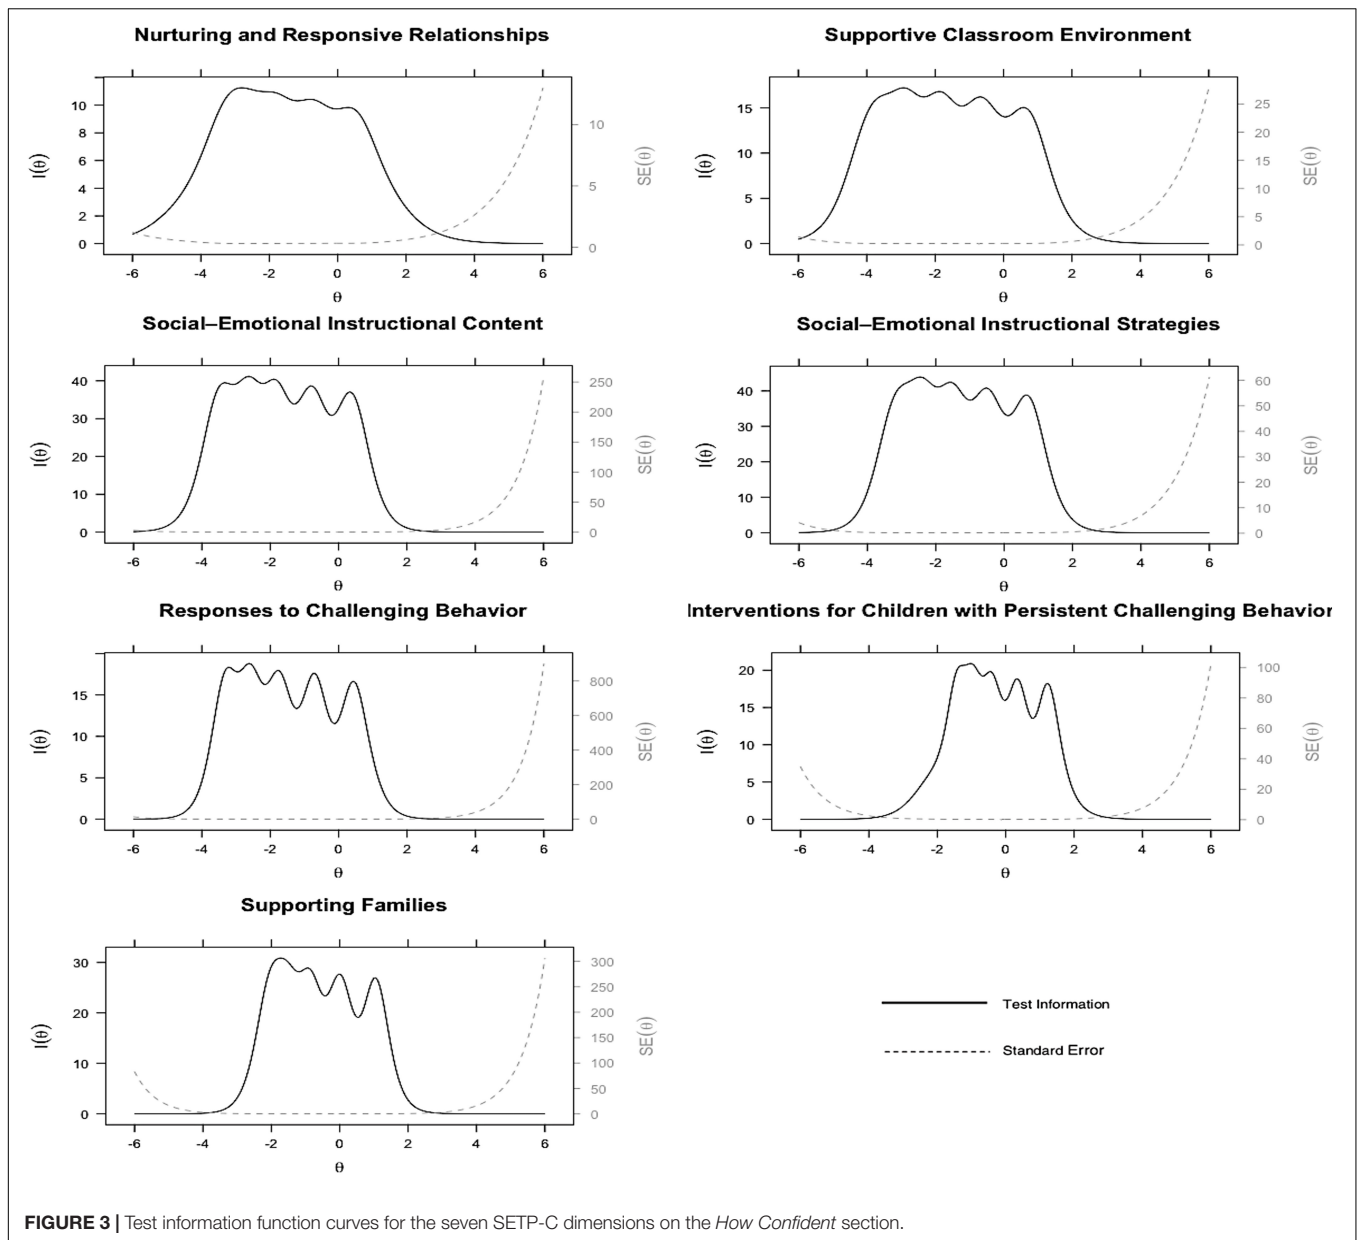 Nurturing and Responsive Relationships
I(θ)
10
8
6
4
2
0
-6 -4 -2 0 2 4 6
θ
10
5
0
SE(θ)
Supportive Classroom Environment
I(θ)
15
10
5
0
-6 -4 -2 0 2 4 6
θ
25
20
15
10
5
0
SE(θ)
Social–Emotional Instructional Content
I(θ)
40
30
20
10
0
-6 -4 -2 0 2 4 6
θ
250
200
150
100
50
0
SE(θ)
Social–Emotional Instructional Strategies
I(θ)
40
30
20
10
0
-6 -4 -2 0 2 4 6
θ
60
50
40
30
20
10
0
SE(θ)
Responses to Challenging Behavior
I(θ)
15
10
5
0
-6 -4 -2 0 2 4 6
θ
800
600
400
200
0
SE(θ)
Interventions for Children with Persistent Challenging Behavior
I(θ)
20
15
10
5
0
-6 -4 -2 0 2 4 6
θ
100
80
60
40
20
0
SE(θ)
Supporting Families
I(θ)
30
20
10
0
-6 -4 -2 0 2 4 6
θ
300
250
200
150
100
50
0
SE(θ)
Test Information
Standard Error
FIGURE 3 | Test information function curves for the seven SETP-C dimensions on the How Confident section.